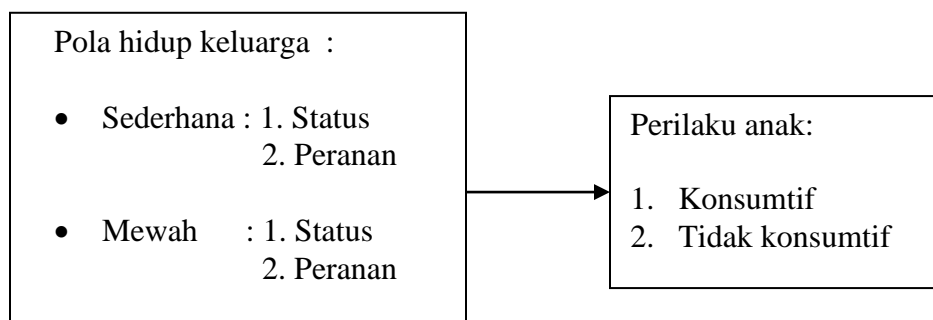 Pola hidup keluarga :
• Sederhana : 1. Status
2. Peranan
• Mewah : 1. Status
2. Peranan
Perilaku anak:
1. Konsumtif
2. Tidak konsumtif